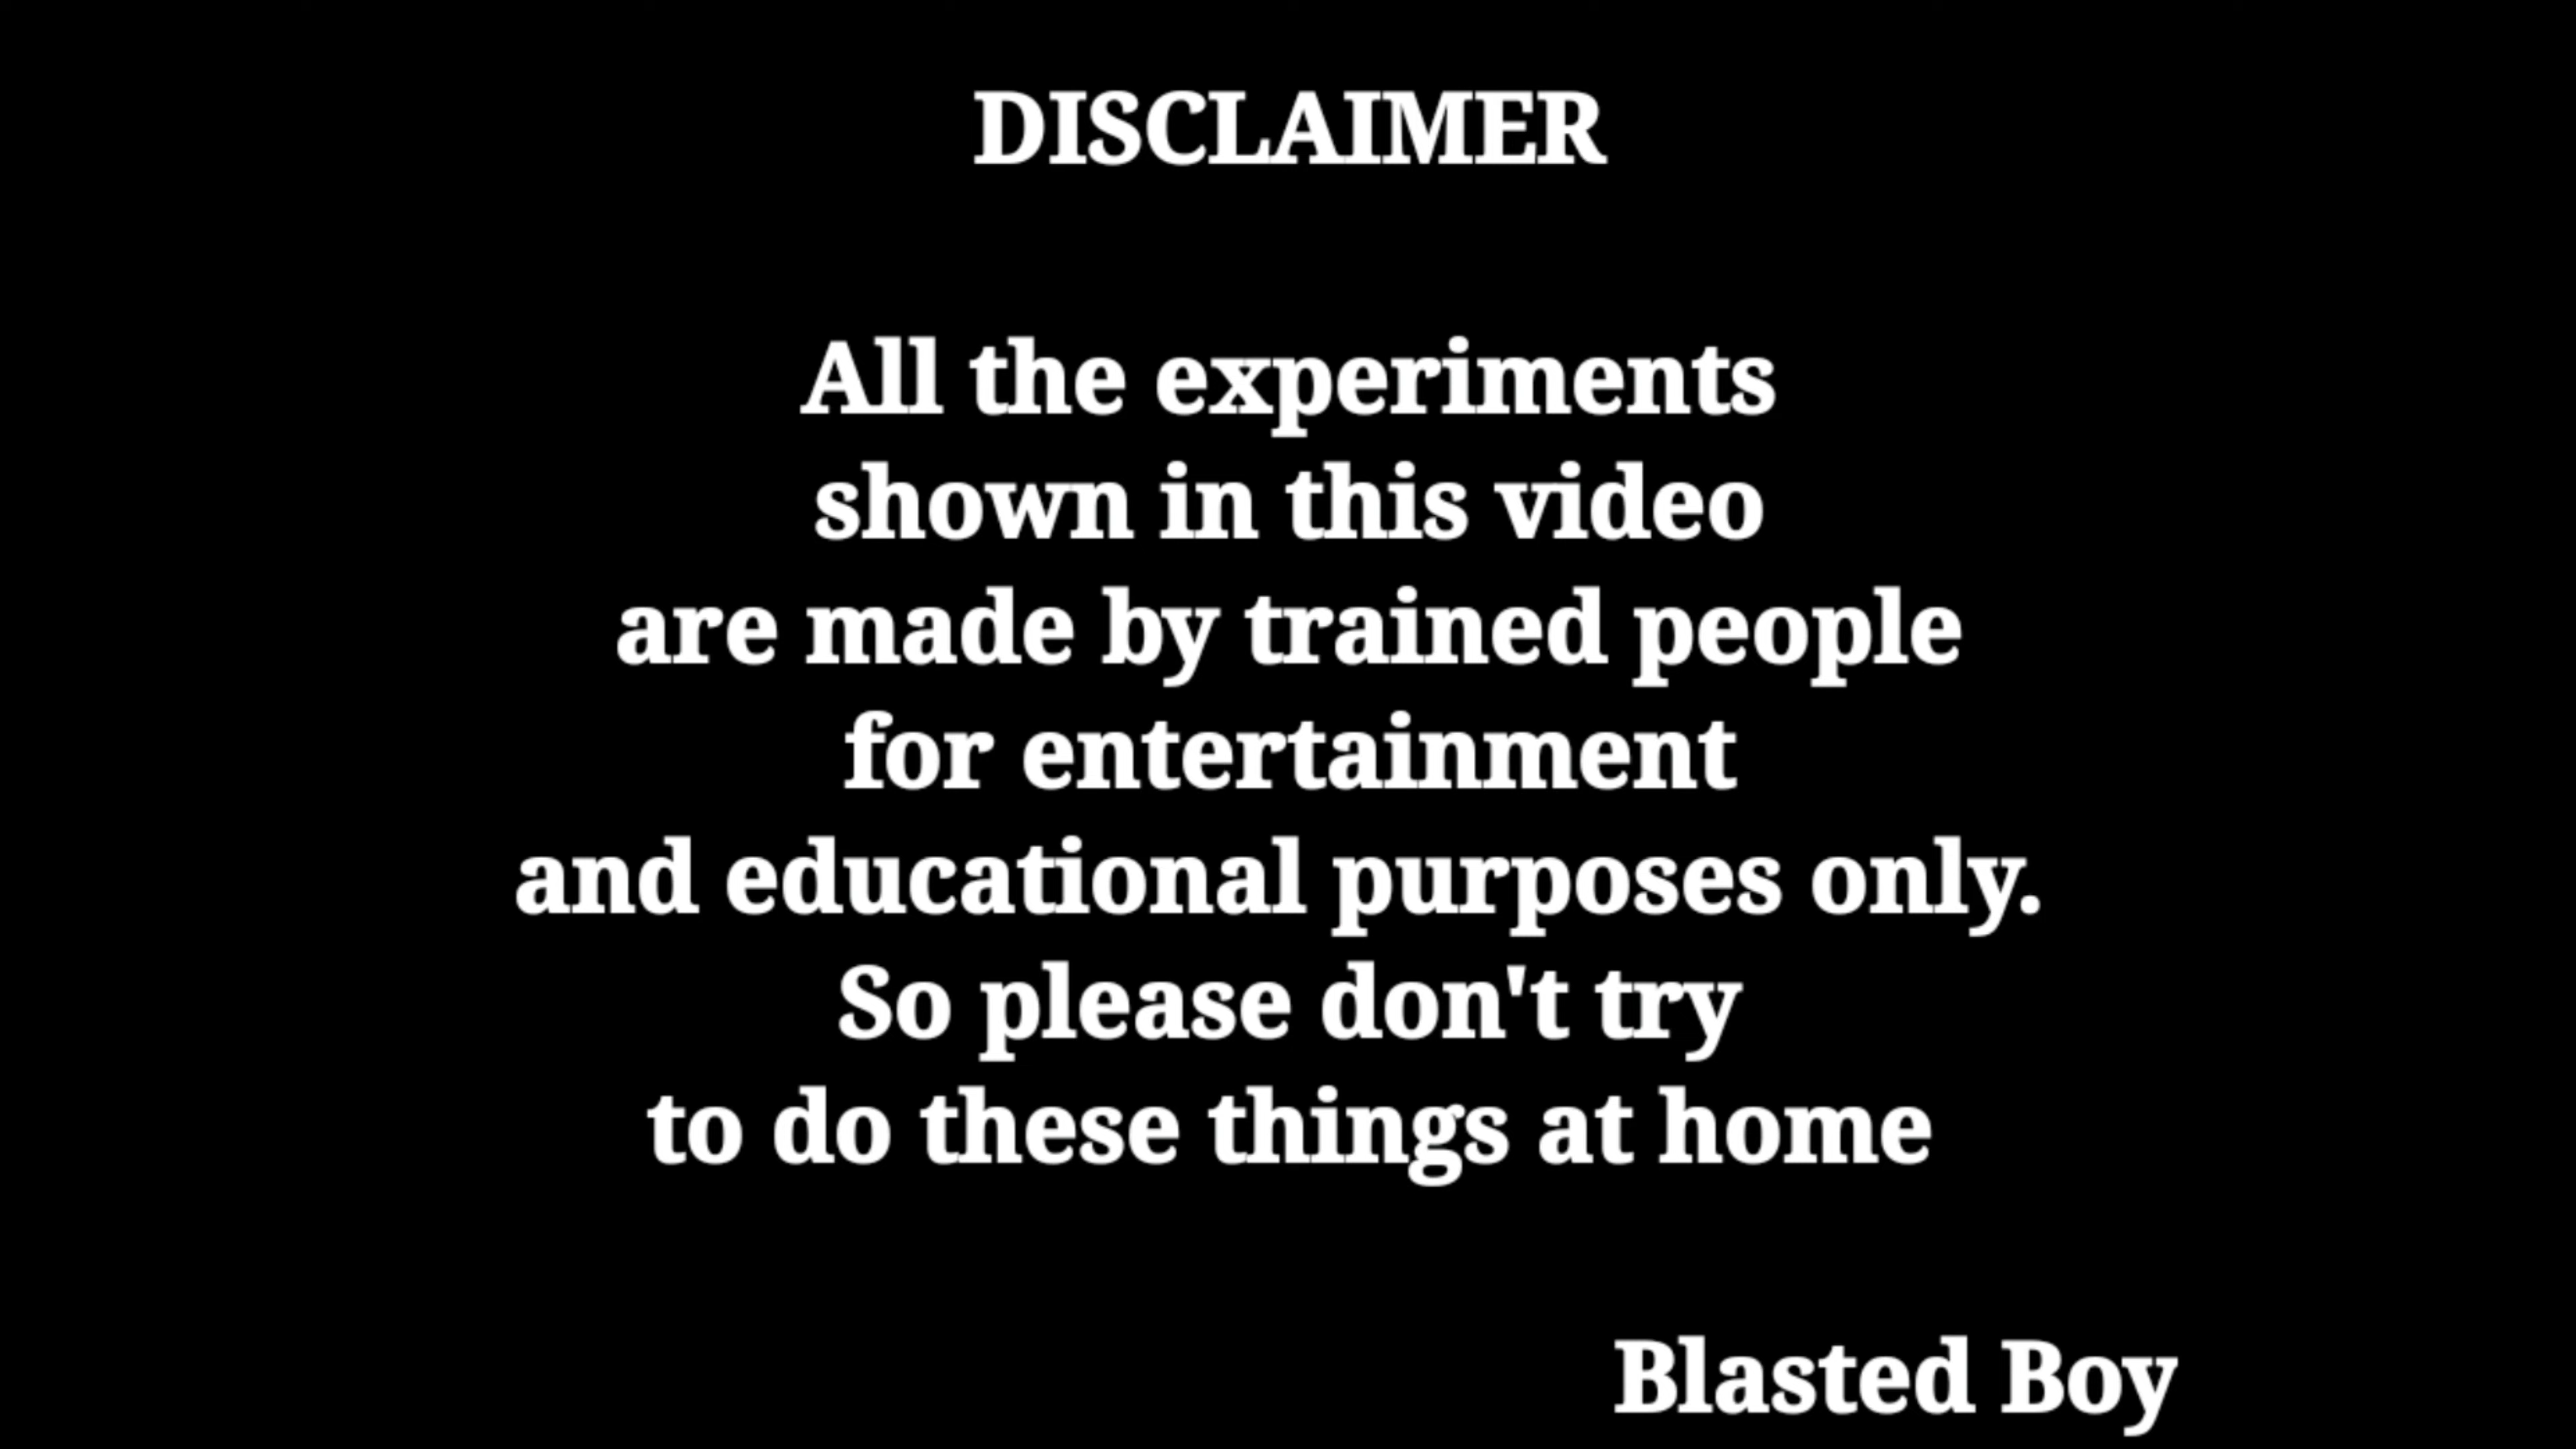 DISCLAIMER
All the experiments
shown in this video
are made by trained people
for entertainment
and educational purposes only.
So please don't try
to do these things at home
Blasted Boy